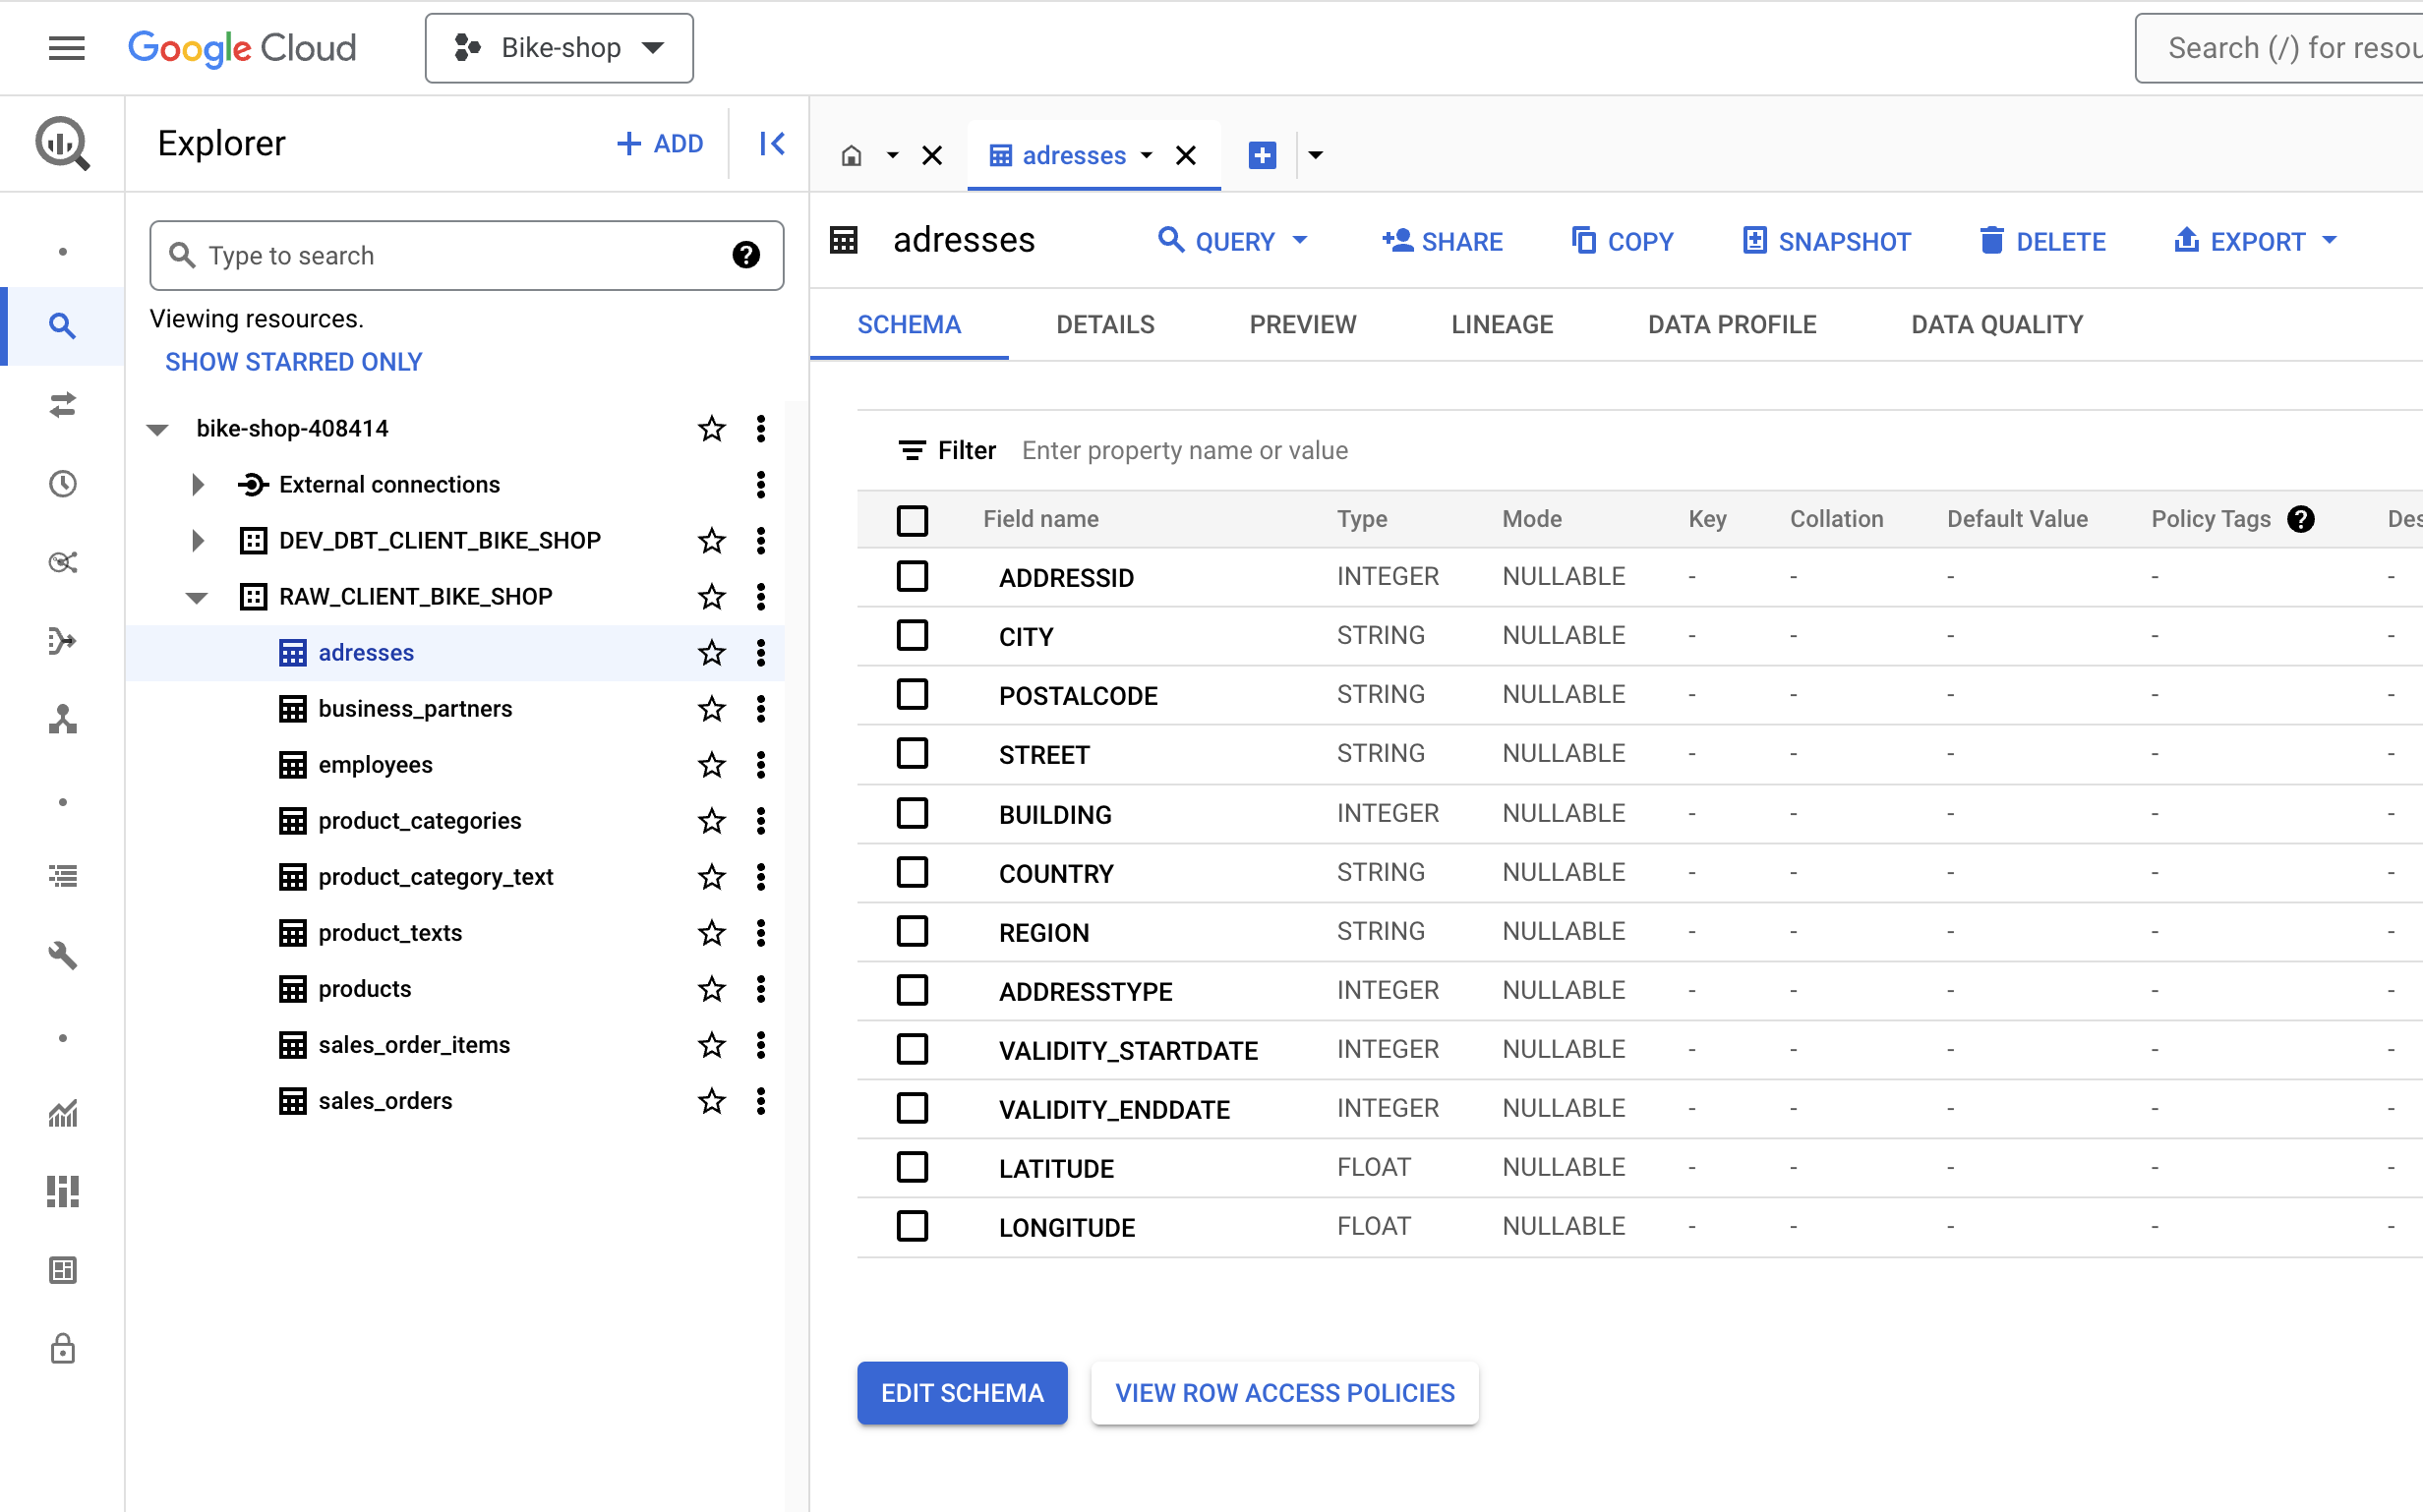 Google Cloud Bike-shop Search (/) for resou
Explorer + ADD
adresses
Type to search
Viewing resources.
SHOW STARRED ONLY
bike-shop-408414
External connections
DEV_DBT_CLIENT_BIKE_SHOP
RAW_CLIENT_BIKE_SHOP
adresses
business_partners
employees
product_categories
product_category_text
product_texts
products
sales_order_items
sales_orders
adresses QUERY SHARE COPY SNAPSHOT DELETE EXPORT
SCHEMA DETAILS PREVIEW LINEAGE DATA PROFILE DATA QUALITY
Filter Enter property name or value
Field name Type Mode Key Collation Default Value Policy Tags Des
ADDRESSID INTEGER NULLABLE - - - - -
CITY STRING NULLABLE - - - - -
POSTALCODE STRING NULLABLE - - - - -
STREET STRING NULLABLE - - - - -
BUILDING INTEGER NULLABLE - - - - -
COUNTRY STRING NULLABLE - - - - -
REGION STRING NULLABLE - - - - -
ADDRESSTYPE INTEGER NULLABLE - - - - -
VALIDITY_STARTDATE INTEGER NULLABLE - - - - -
VALIDITY_ENDDATE INTEGER NULLABLE - - - - -
LATITUDE FLOAT NULLABLE - - - - -
LONGITUDE FLOAT NULLABLE - - - - -
EDIT SCHEMA VIEW ROW ACCESS POLICIES